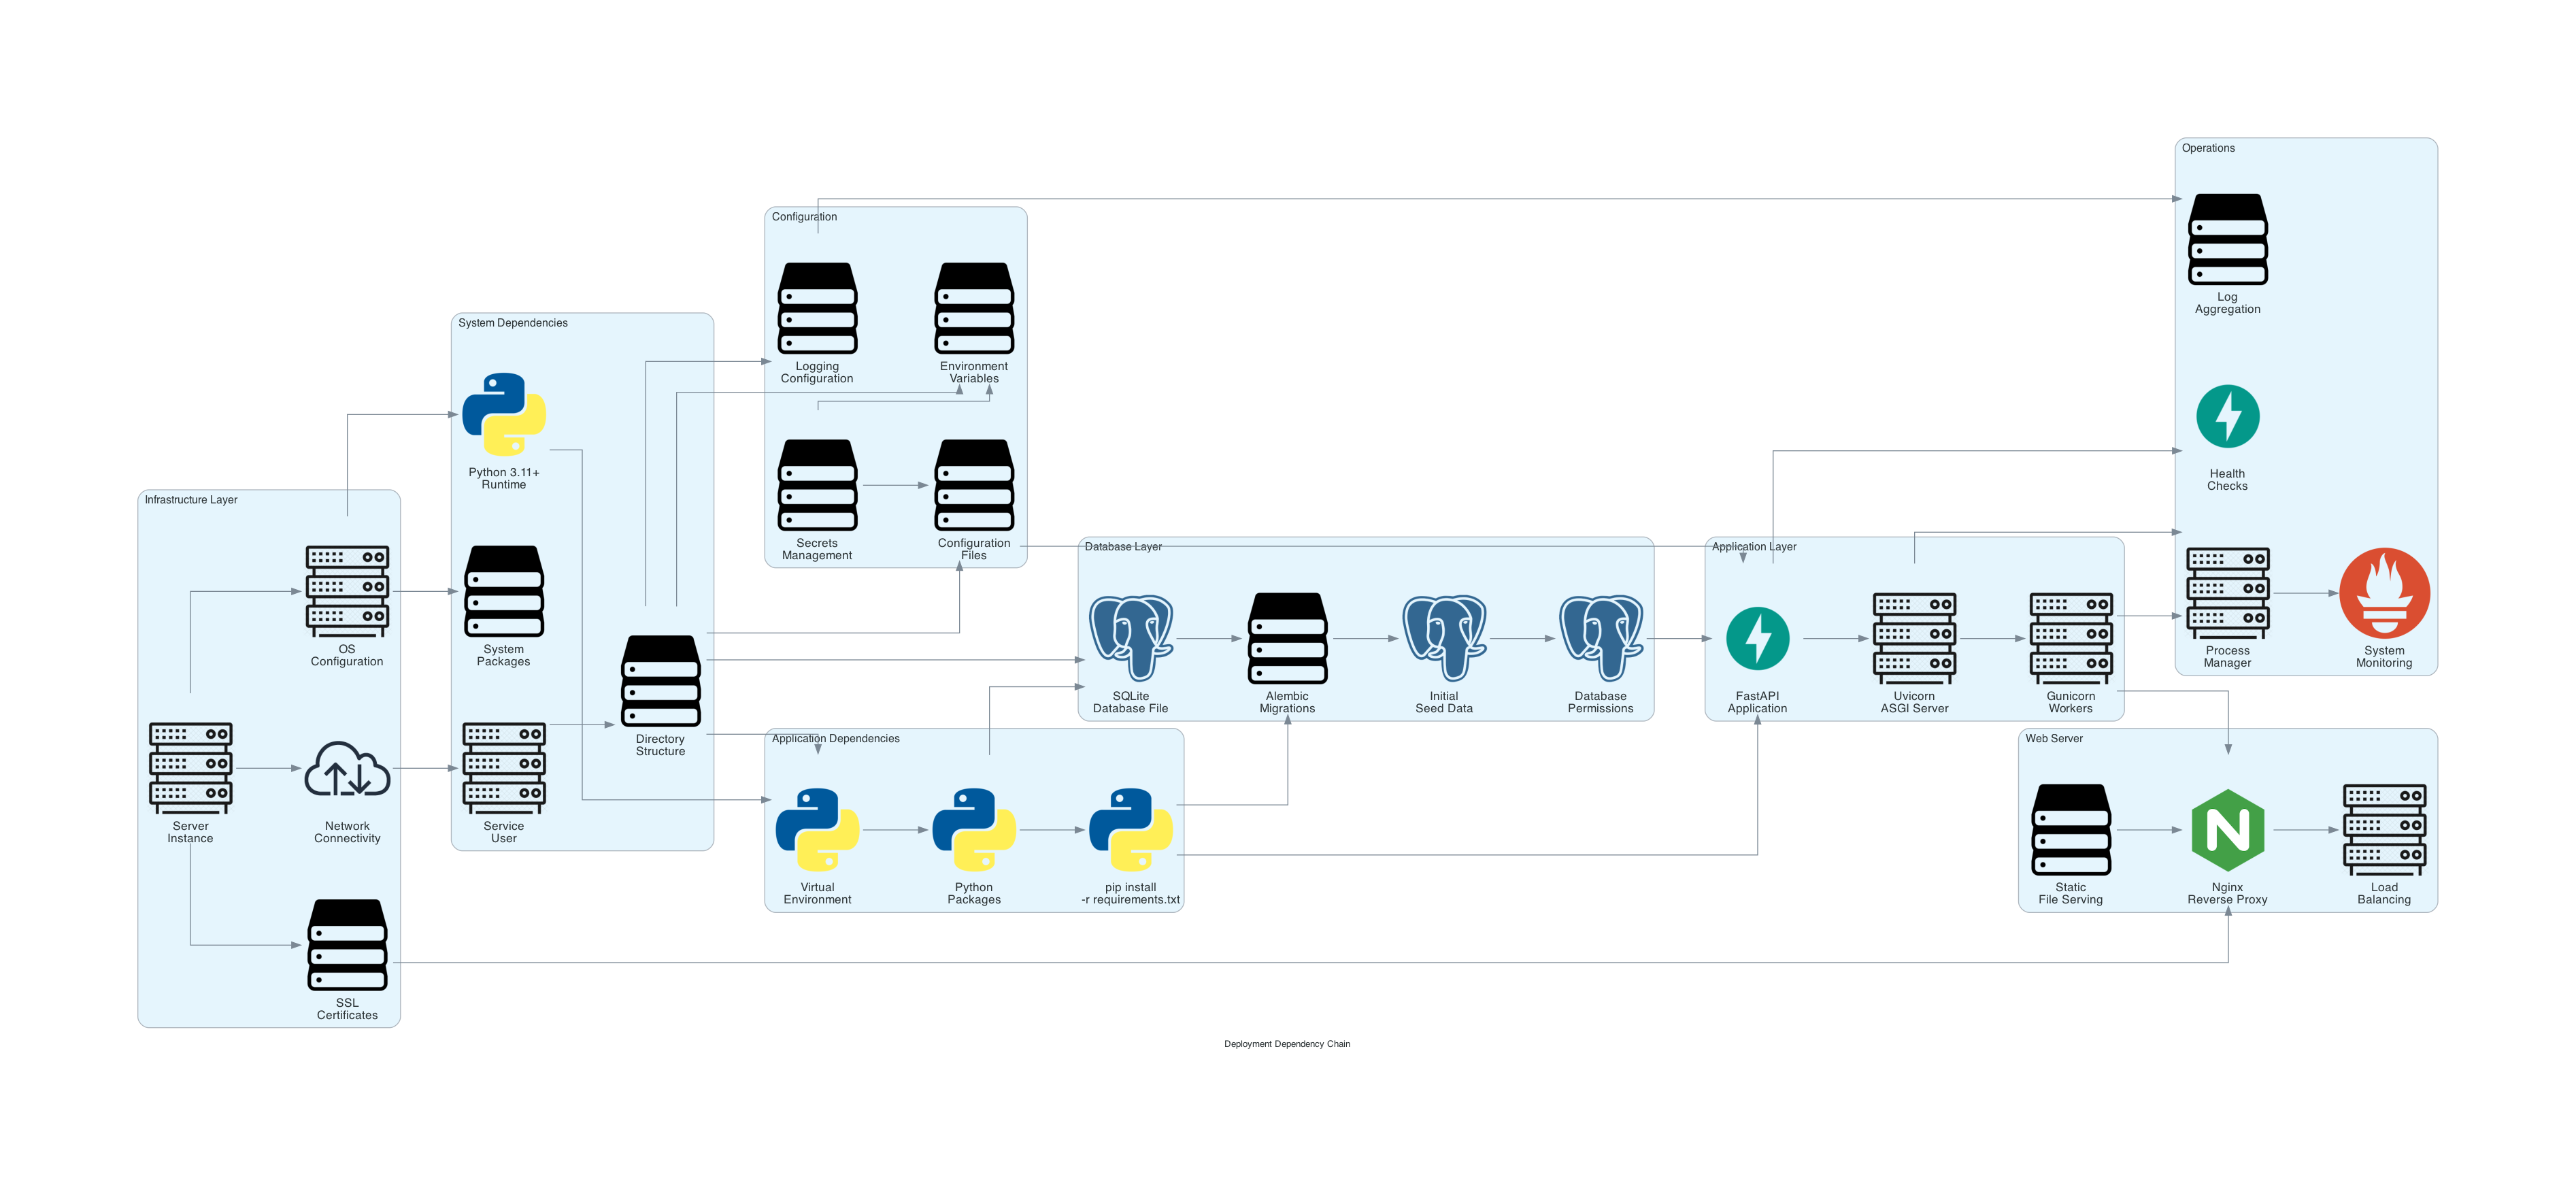 Operations
Log
Aggregation
Health
Checks
Process
Manager
System
Monitoring
Configuration
Logging
Configuration
Environment
Variables
Secrets
Management
Configuration
Files
System Dependencies
Python 3.11+
Runtime
System
Packages
Service
User
Directory
Structure
Infrastructure Layer
OS
Configuration
Server
Instance
Network
Connectivity
SSL
Certificates
Database Layer
SQLite
Database File
Alembic
Migrations
Initial
Seed Data
Database
Permissions
Application Layer
FastAPI
Application
Uvicorn
ASGI Server
Gunicorn
Workers
Application Dependencies
Virtual
Environment
Python
Packages
pip install
-r requirements.txt
Web Server
Static
File Serving
Nginx
Reverse Proxy
Load
Balancing
Deployment Dependency Chain